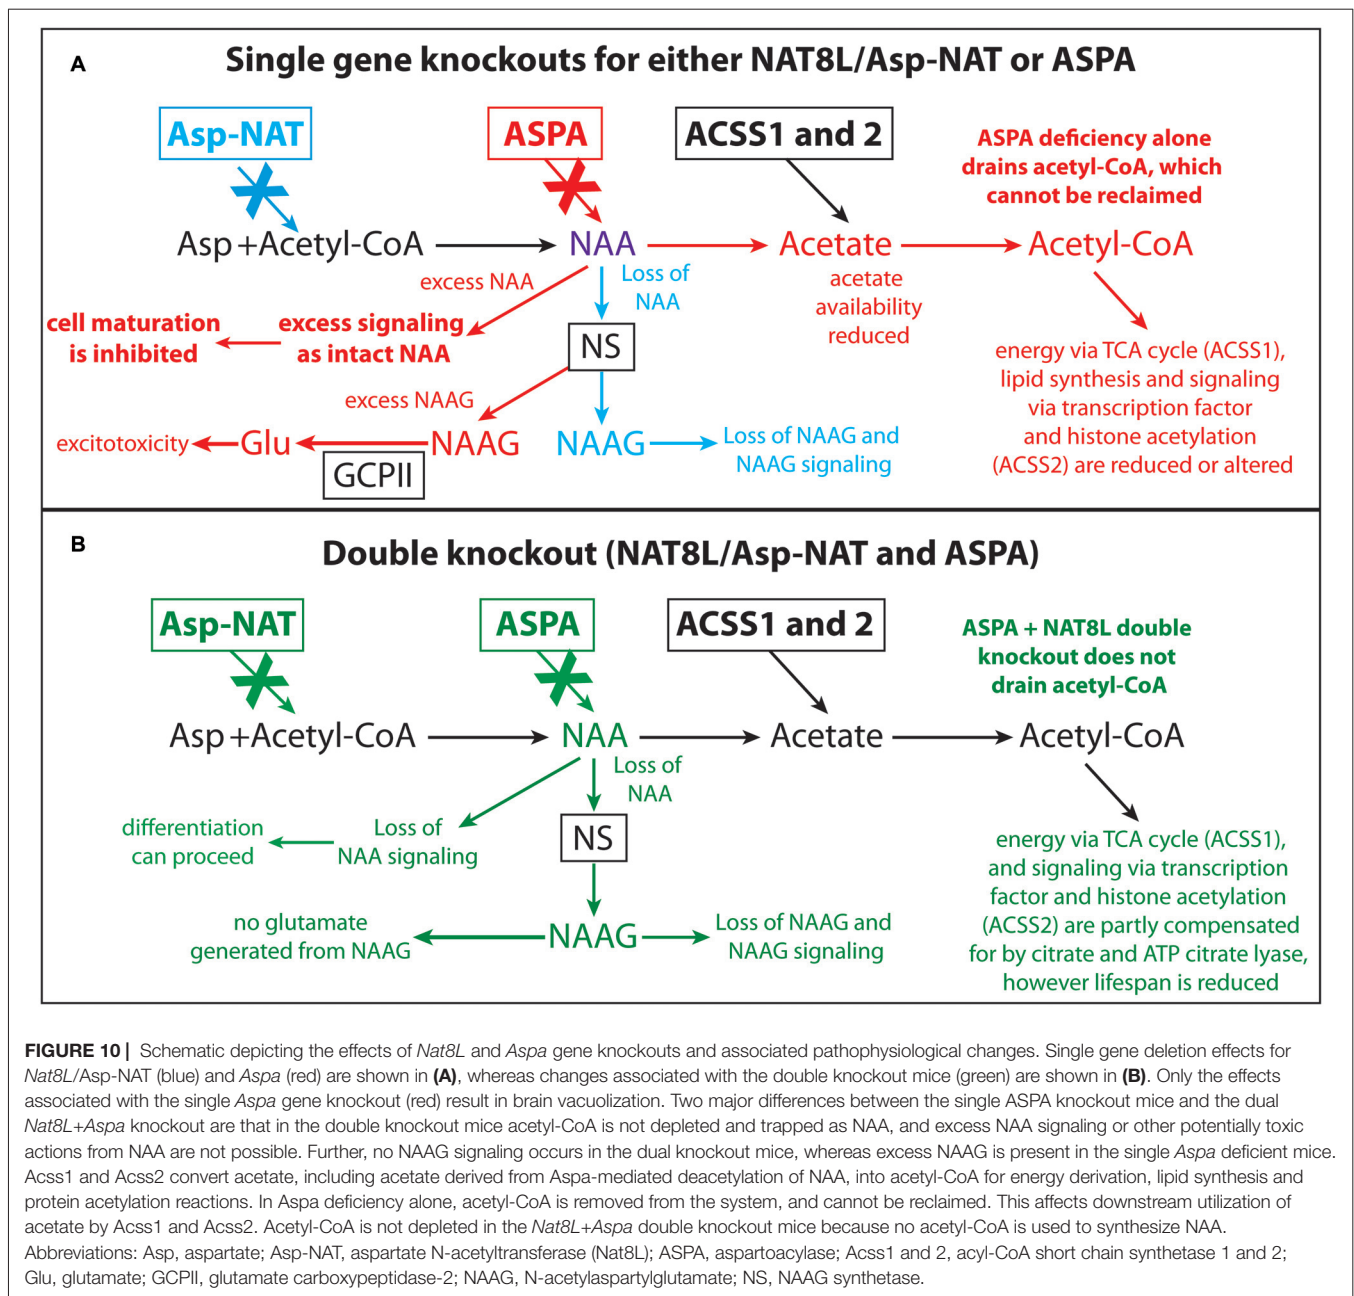 A
Single gene knockouts for either NAT8L/Asp-NAT or ASPA
Asp-NAT
ASPA
ACSS1 and 2
ASPA deficiency alone
drains acetyl-CoA, which
cannot be reclaimed
Asp +Acetyl-CoA
NAA
Acetate
Acetyl-CoA
excess NAA
Loss of
NAA
acetate
availability
reduced
cell maturation
is inhibited
excess signaling
as intact NAA
NS
energy via TCA cycle (ACSS1),
lipid synthesis and signaling
via transcription factor
and histone acetylation
(ACSS2) are reduced or altered
excess NAAG
excitotoxicity
Glu
NAAG
NAAG
Loss of NAAG and
NAAG signaling
GCPII
B
Double knockout (NAT8L/Asp-NAT and ASPA)
Asp-NAT
ASPA
ACSS1 and 2
ASPA + NAT8L double
knockout does not
drain acetyl-CoA
Asp +Acetyl-CoA
NAA
Acetate
Acetyl-CoA
Loss of
NAA
differentiation
can proceed
Loss of
NAA signaling
NS
energy via TCA cycle (ACSS1),
and signaling via transcription
factor and histone acetylation
(ACSS2) are partly compensated
for by citrate and ATP citrate lyase,
however lifespan is reduced
no glutamate
generated from NAAG
NAAG
Loss of NAAG and
NAAG signaling
FIGURE 10 | Schematic depicting the effects of Nat8L and Aspa gene knockouts and associated pathophysiological changes. Single gene deletion effects for
Nat8L/Asp-NAT (blue) and Aspa (red) are shown in (A), whereas changes associated with the double knockout mice (green) are shown in (B). Only the effects
associated with the single Aspa gene knockout (red) result in brain vacuolization. Two major differences between the single ASPA knockout mice and the dual
Nat8L+Aspa knockout are that in the double knockout mice acetyl-CoA is not depleted and trapped as NAA, and excess NAA signaling or other potentially toxic
actions from NAA are not possible. Further, no NAAG signaling occurs in the dual knockout mice, whereas excess NAAG is present in the single Aspa deficient mice.
Acss1 and Acss2 convert acetate, including acetate derived from Aspa-mediated deacetylation of NAA, into acetyl-CoA for energy derivation, lipid synthesis and
protein acetylation reactions. In Aspa deficiency alone, acetyl-CoA is removed from the system, and cannot be reclaimed. This affects downstream utilization of
acetate by Acss1 and Acss2. Acetyl-CoA is not depleted in the Nat8L+Aspa double knockout mice because no acetyl-CoA is used to synthesize NAA.
Abbreviations: Asp, aspartate; Asp-NAT, aspartate N-acetyltransferase (Nat8L); ASPA, aspartoacylase; Acss1 and 2, acyl-CoA short chain synthetase 1 and 2;
Glu, glutamate; GCPII, glutamate carboxypeptidase-2; NAAG, N-acetylaspartylglutamate; NS, NAAG synthetase.